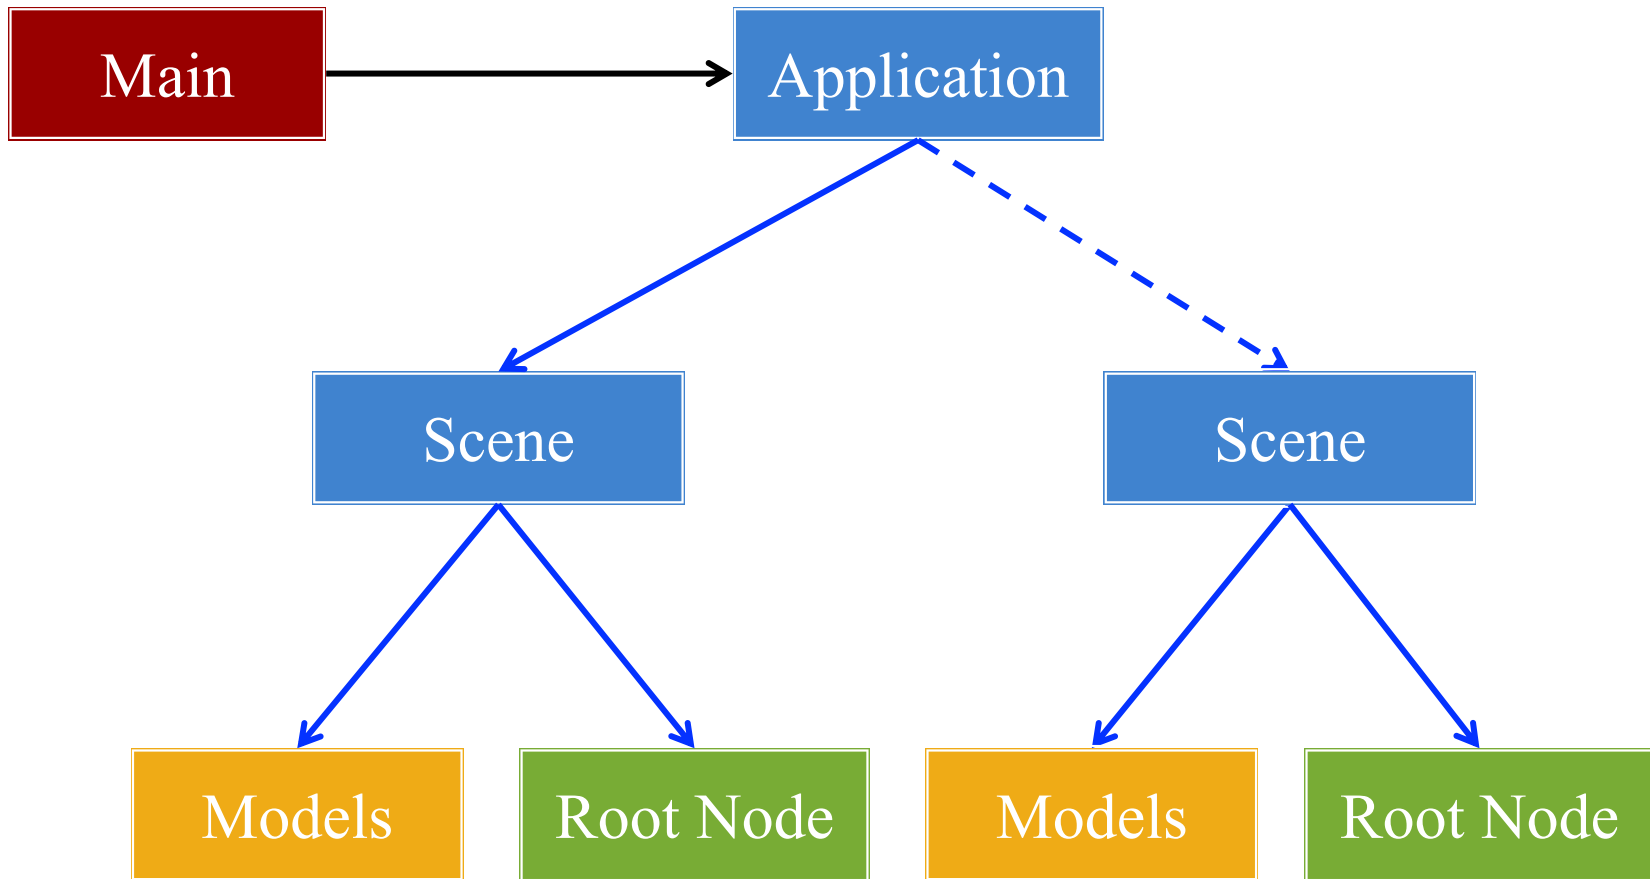 Main
Application
Scene
Scene
Models
Root Node
Models
Root Node